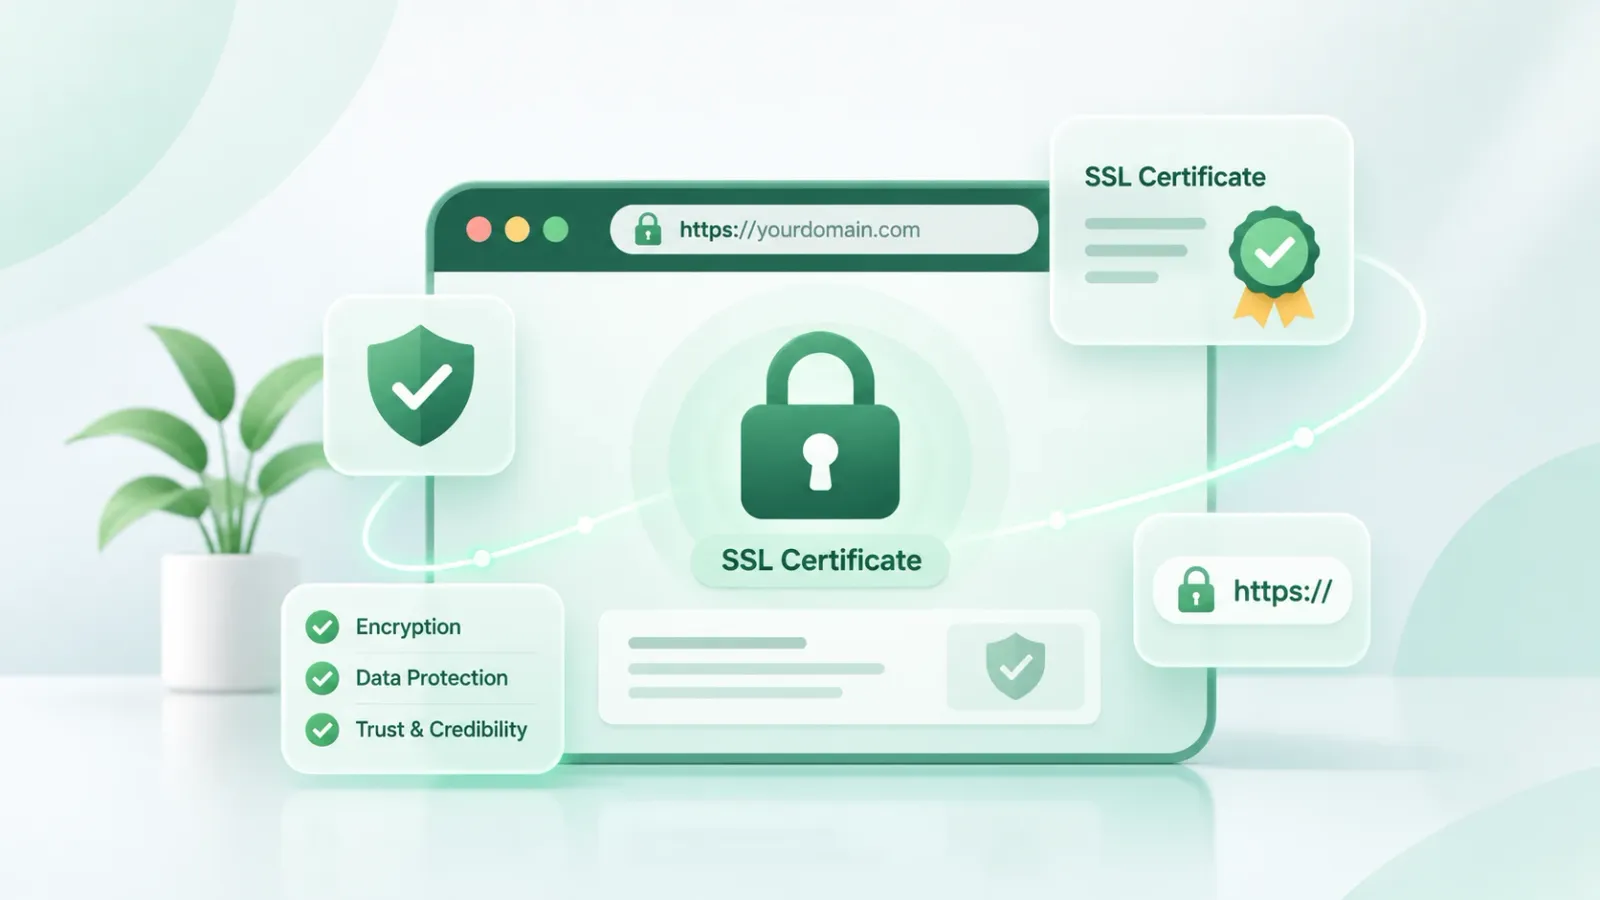 SSL Certificate
https://yourdomain.com
SSL Certificate
https://
Encryption
Data Protection
Trust & Credibility